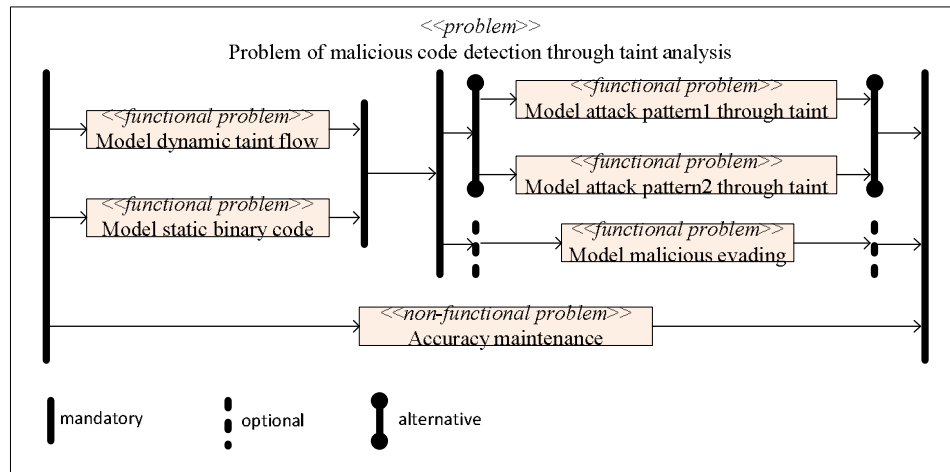 <<problem>>
Problem of malicious code detection through taint analysis
<<functional problem>>
Model dynamic taint flow
<<functional problem>>
Model static binary code
<<functional problem>>
Model attack pattern1 through taint
<<functional problem>>
Model attack pattern2 through taint
<<functional problem>>
Model malicious evading
<<non-functional problem>>
Accuracy maintenance
mandatory
optional
alternative